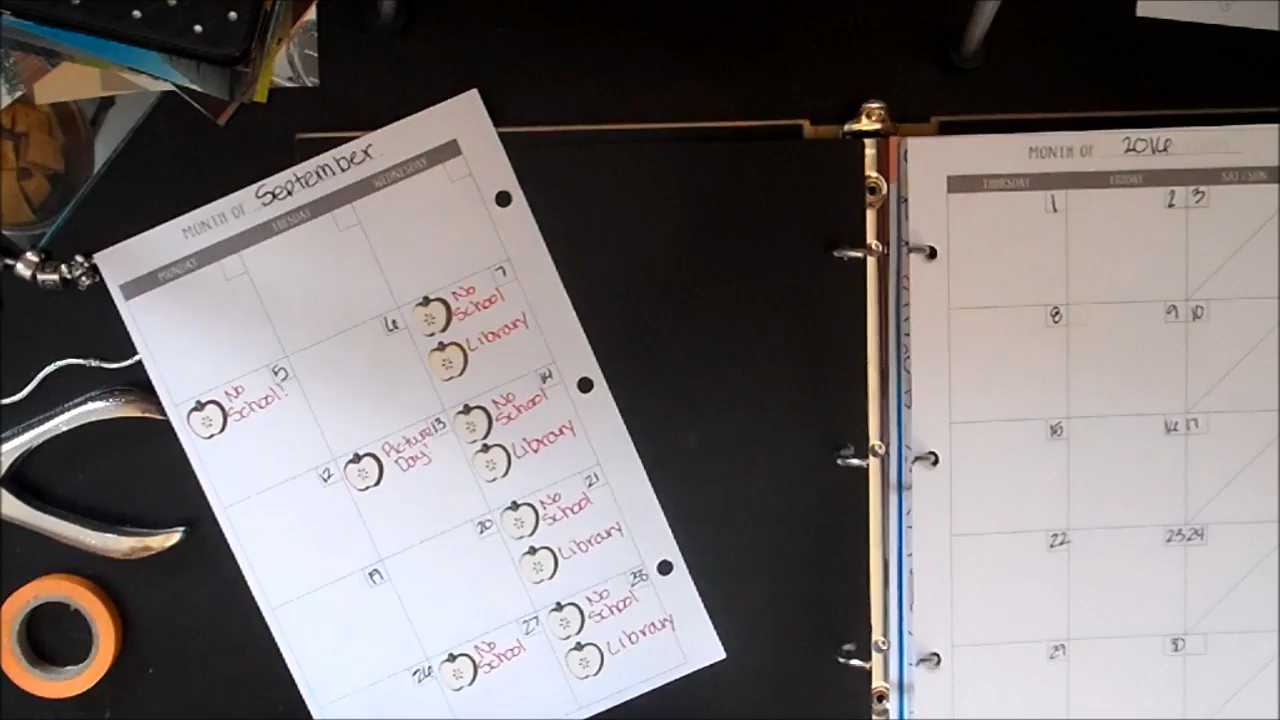 MONTH OF September
MONDAY TUESDAY WEDNESDAY
7
No
School
Library
6
5
No
School!
14
No
School
Library
13
Picture
Day!
12
21
No
School
Library
20
19
28
No
School
Library
27
No
School
26
MONTH OF 2016
THURSDAY FRIDAY SAT / SUN
1 2 3
8 9 10
15 16 17
22 23 24
29 30